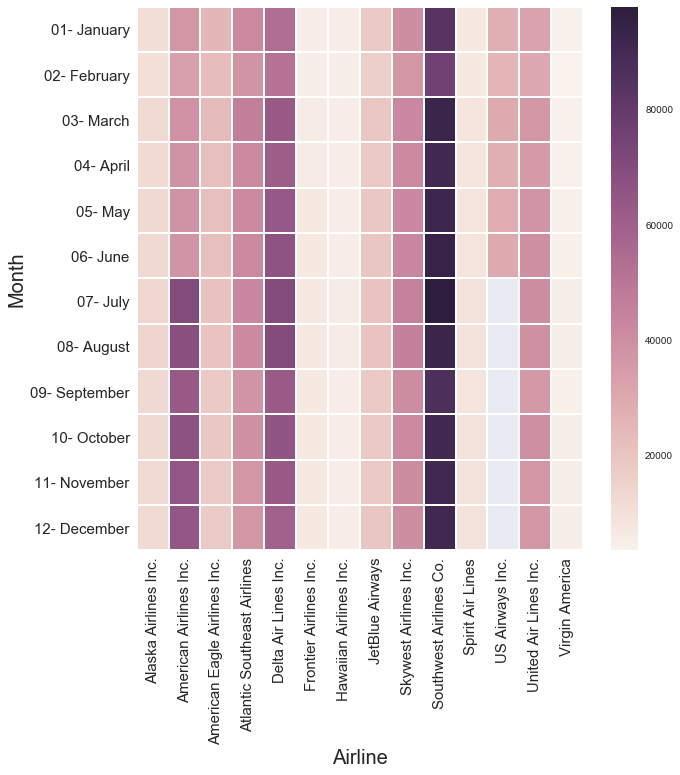 01- January
02- February
03- March
04- April
05- May
06- June
07- July
08- August
09- September
10- October
11- November
12- December
Month
80000
60000
40000
20000
Alaska Airlines Inc.
American Airlines Inc.
American Eagle Airlines Inc.
Atlantic Southeast Airlines
Delta Air Lines Inc.
Frontier Airlines Inc.
Hawaiian Airlines Inc.
JetBlue Airways
Skywest Airlines Inc.
Southwest Airlines Co.
Spirit Air Lines
US Airways Inc.
United Air Lines Inc.
Virgin America
Airline